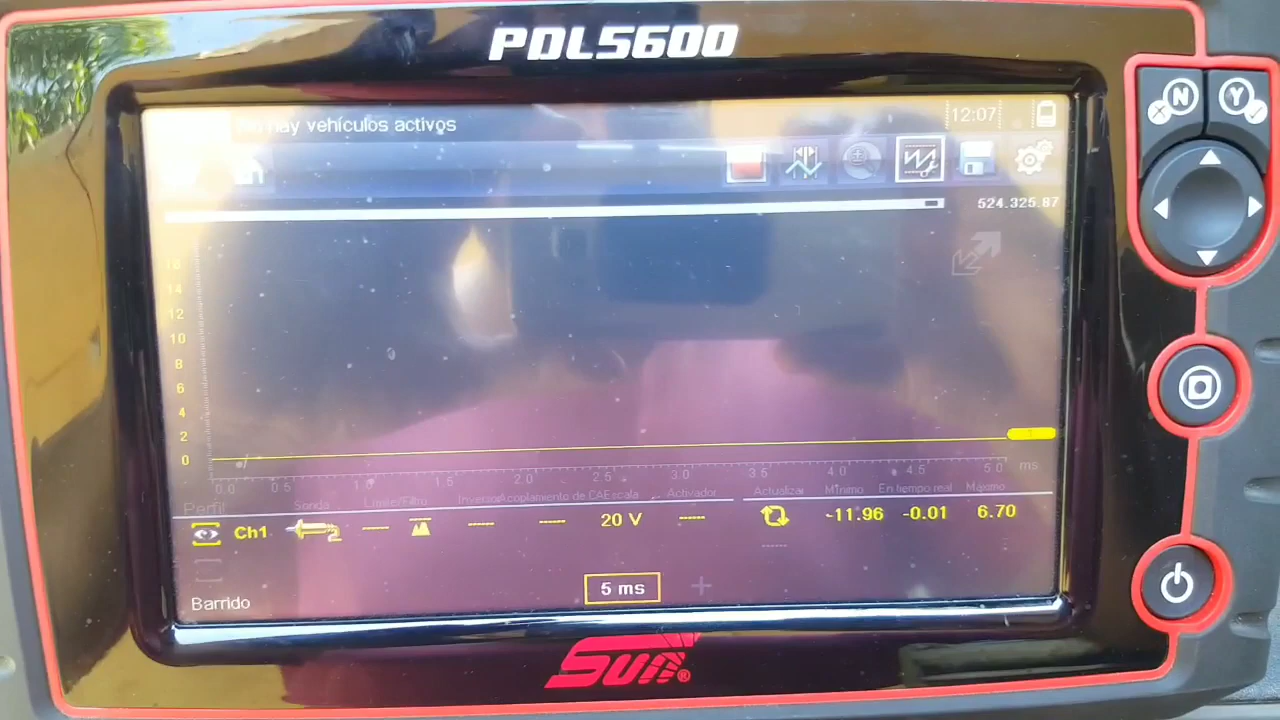 PDL5600
hay vehículos activos
12:07
N
Y
524.325.87
16
14
12
10
8
6
4
2
0
0.0 0.5 1.0 1.5 2.0 2.5 3.0 3.5 4.0 4.5 5.0 ms
Perfil Sonda Límite/Filtro Inversor Acoplamiento de CA Escala Activador Actualizar Mínimo En tiempo real Máximo
Ch1 2 ---- ---- ---- 20 V ---- -11.96 -0.01 6.70
Barrido 5 ms +
Sun®